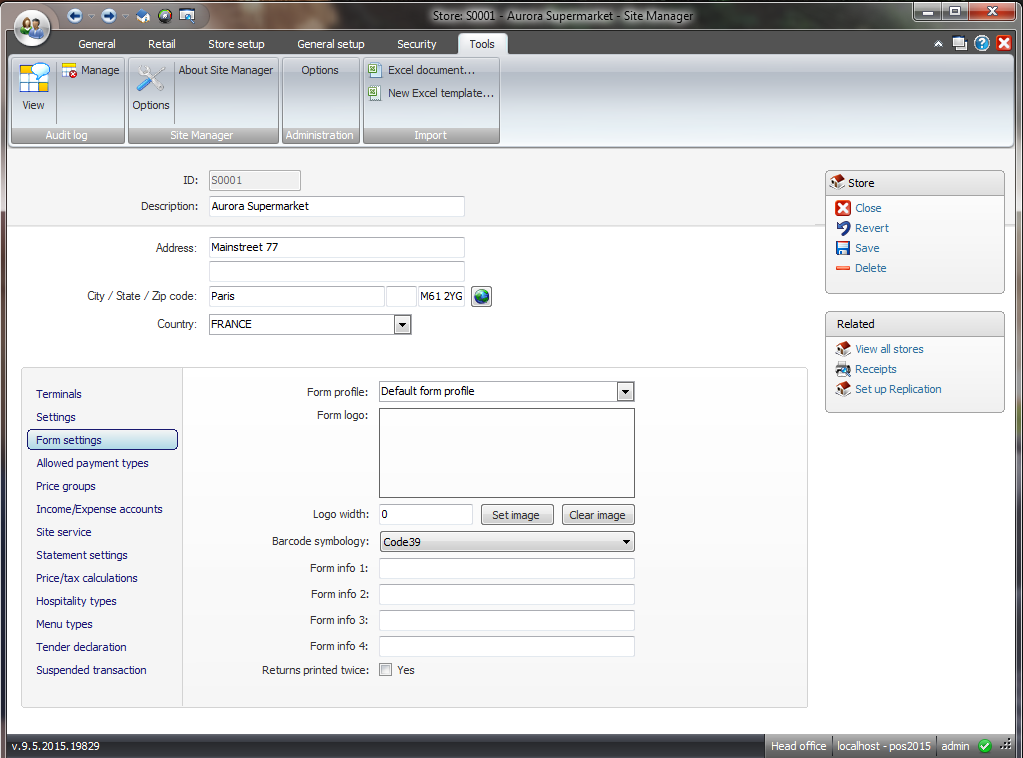 Store: S0001 - Aurora Supermarket - Site Manager
General Retail Store setup General setup Security Tools
View
Manage
Audit log
Options
About Site Manager
Site Manager
Options
Administration
Excel document...
New Excel template...
Import
ID: S0001
Description: Aurora Supermarket
Address: Mainstreet 77
City / State / Zip code: Paris M61 2YG
Country: FRANCE
Store
Close
Revert
Save
Delete
Related
View all stores
Receipts
Set up Replication
Terminals
Settings
Form settings
Allowed payment types
Price groups
Income/Expense accounts
Site service
Statement settings
Price/tax calculations
Hospitality types
Menu types
Tender declaration
Suspended transaction
Form profile: Default form profile
Form logo:
Logo width: 0 Set image Clear image
Barcode symbology: Code39
Form info 1:
Form info 2:
Form info 3:
Form info 4:
Returns printed twice: Yes
v.9.5.2015.19829 Head office localhost - pos2015 admin